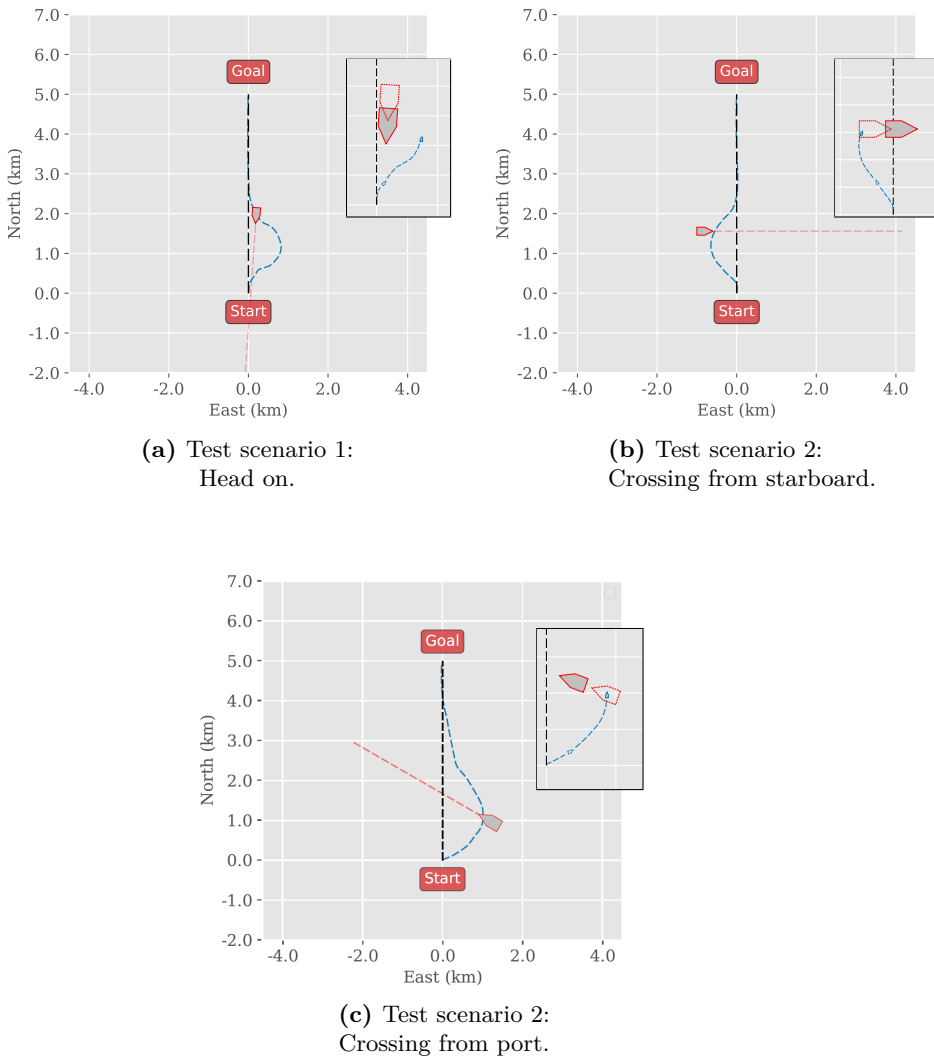 7.0
6.0
5.0
4.0
3.0
2.0
1.0
0.0
-1.0
-2.0
North (km)
Goal
Start
-4.0 -2.0 0.0 2.0 4.0
East (km)
(a) Test scenario 1:
Head on.
7.0
6.0
5.0
4.0
3.0
2.0
1.0
0.0
-1.0
-2.0
North (km)
Goal
Start
-4.0 -2.0 0.0 2.0 4.0
East (km)
(b) Test scenario 2:
Crossing from starboard.
7.0
6.0
5.0
4.0
3.0
2.0
1.0
0.0
-1.0
-2.0
North (km)
Goal
Start
-4.0 -2.0 0.0 2.0 4.0
East (km)
(c) Test scenario 2:
Crossing from port.